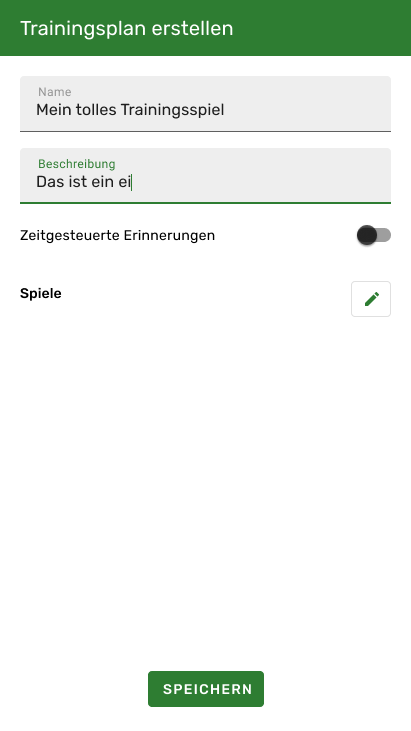 Trainingsplan erstellen
Name
Mein tolles Trainingsspiel
Beschreibung
Das ist ein ei
Zeitgesteuerte Erinnerungen
Spiele
SPEICHERN